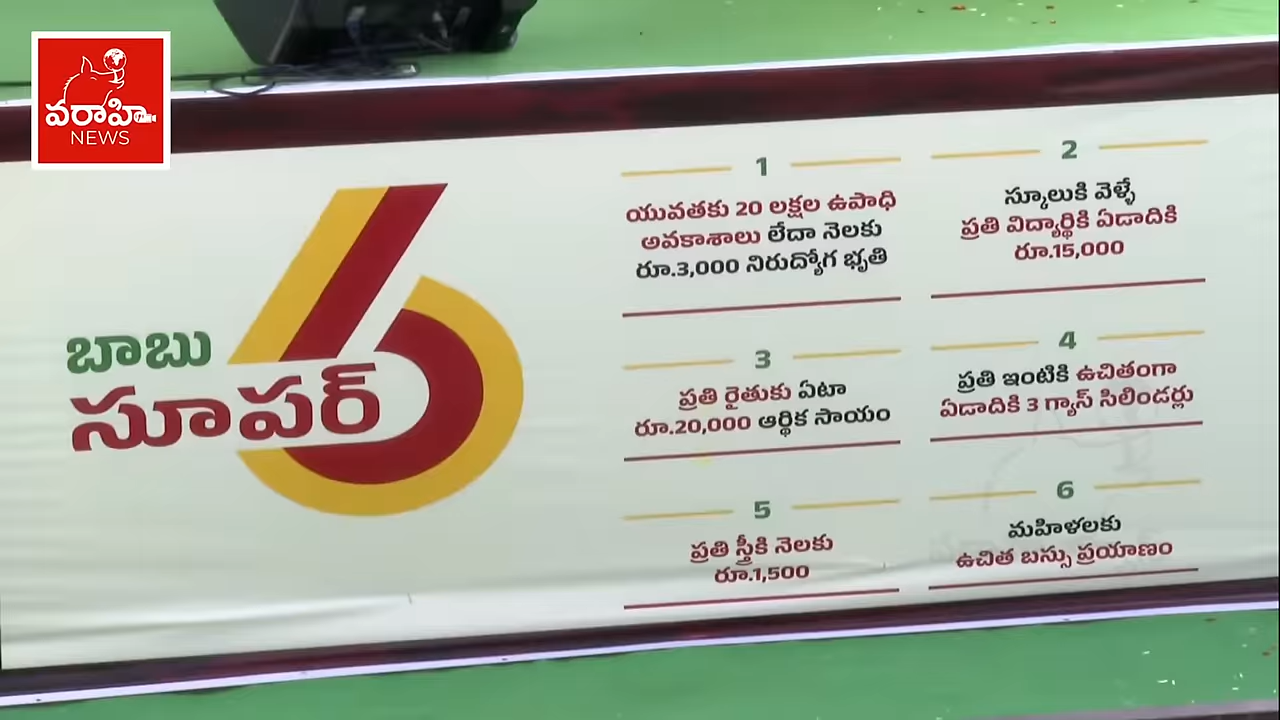 వరాహి
NEWS
బాబు
సూపర్
6
1
యువతకు 20 లక్షల ఉపాధి
అవకాశాలు లేదా నెలకు
రూ.3,000 నిరుద్యోగ భృతి
2
స్కూలుకి వెళ్ళే
ప్రతి విద్యార్థికి ఏడాదికి
రూ.15,000
3
ప్రతి రైతుకు ఏటా
రూ.20,000 ఆర్థిక సాయం
4
ప్రతి ఇంటికి ఉచితంగా
ఏడాదికి 3 గ్యాస్ సిలిండర్లు
5
ప్రతి స్త్రీకి నెలకు
రూ.1,500
6
మహిళలకు
ఉచిత బస్సు ప్రయాణం